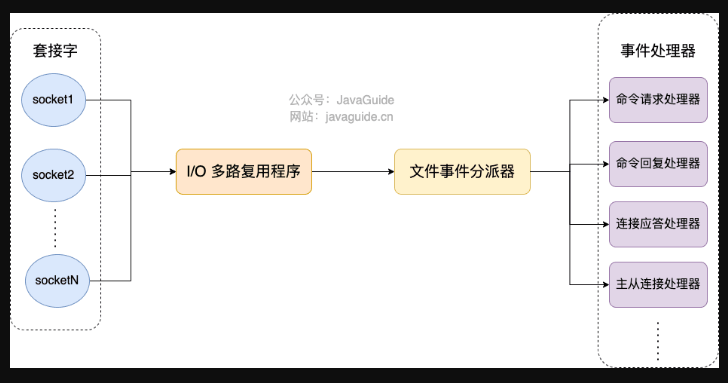 套接字
socket1
socket2
socketN
公众号：JavaGuide
网站：javaguide.cn
I/O 多路复用程序
文件事件分派器
事件处理器
命令请求处理器
命令回复处理器
连接应答处理器
主从连接处理器